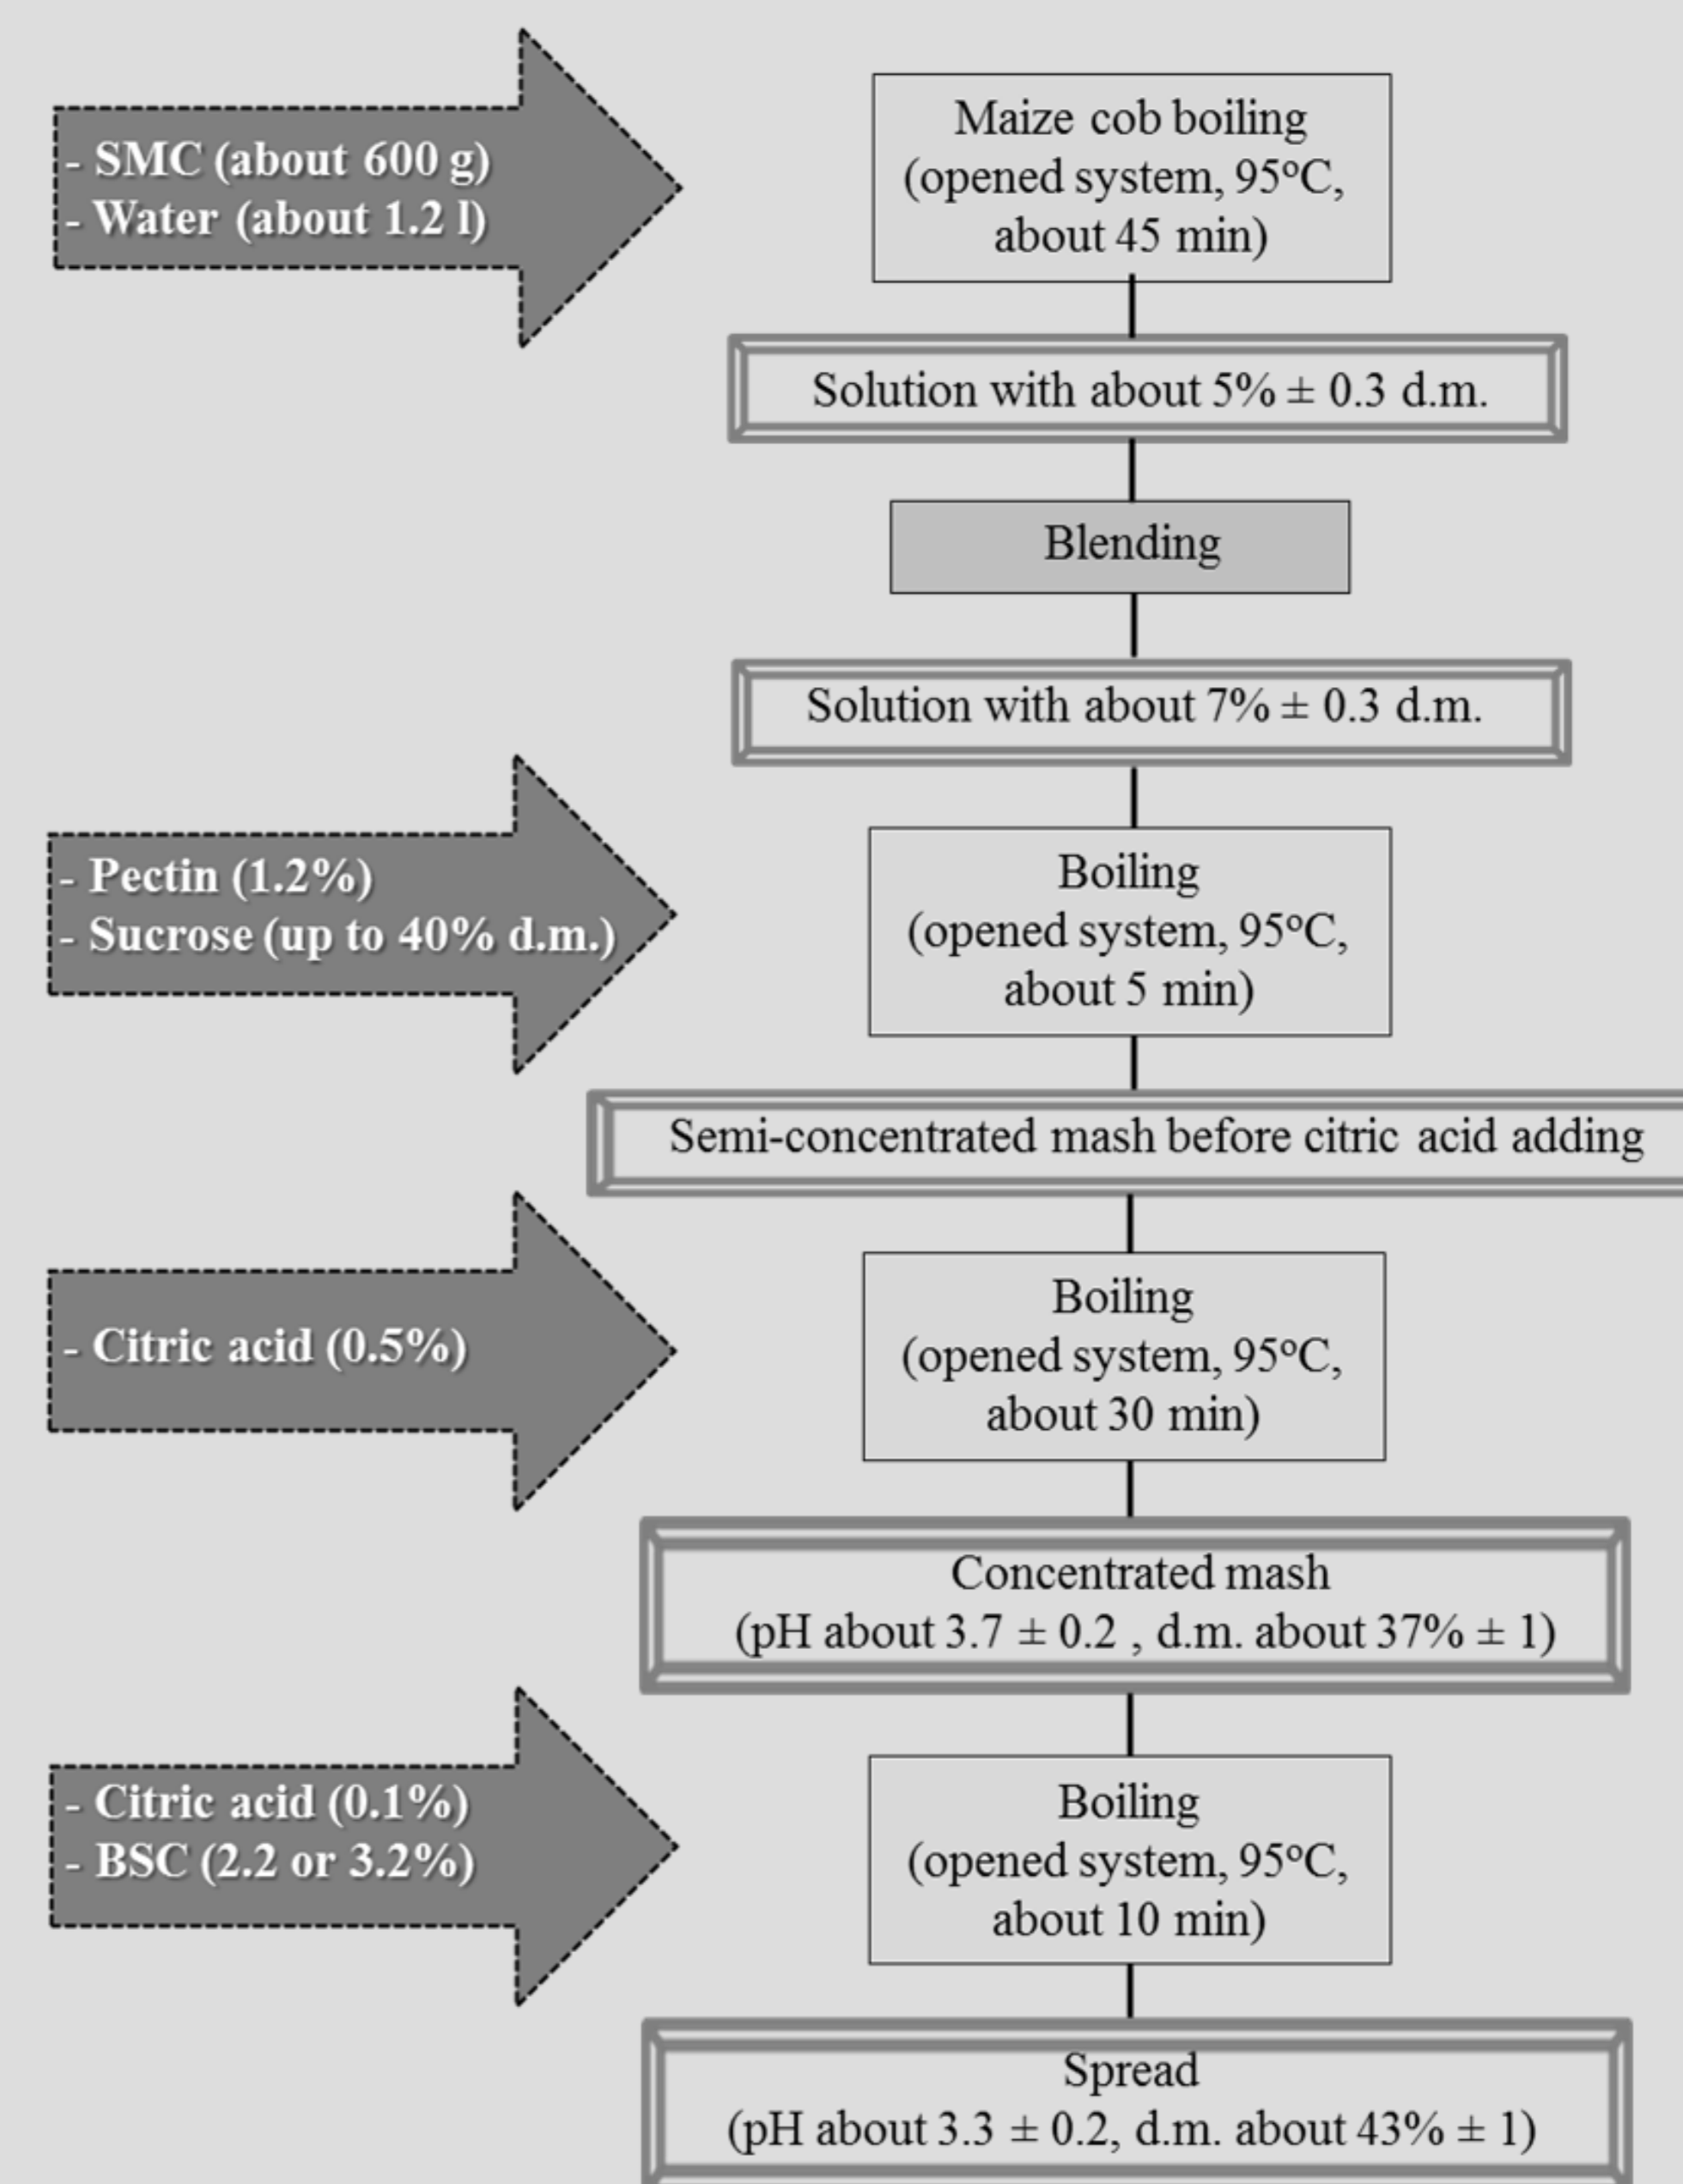 - SMC (about 600 g)
- Water (about 1.2 l)
Maize cob boiling
(opened system, 95ºC,
about 45 min)
Solution with about 5% ± 0.3 d.m.
Blending
Solution with about 7% ± 0.3 d.m.
- Pectin (1.2%)
- Sucrose (up to 40% d.m.)
Boiling
(opened system, 95ºC,
about 5 min)
Semi-concentrated mash before citric acid adding
- Citric acid (0.5%)
Boiling
(opened system, 95ºC,
about 30 min)
Concentrated mash
(pH about 3.7 ± 0.2 , d.m. about 37% ± 1)
- Citric acid (0.1%)
- BSC (2.2 or 3.2%)
Boiling
(opened system, 95ºC,
about 10 min)
Spread
(pH about 3.3 ± 0.2, d.m. about 43% ± 1)